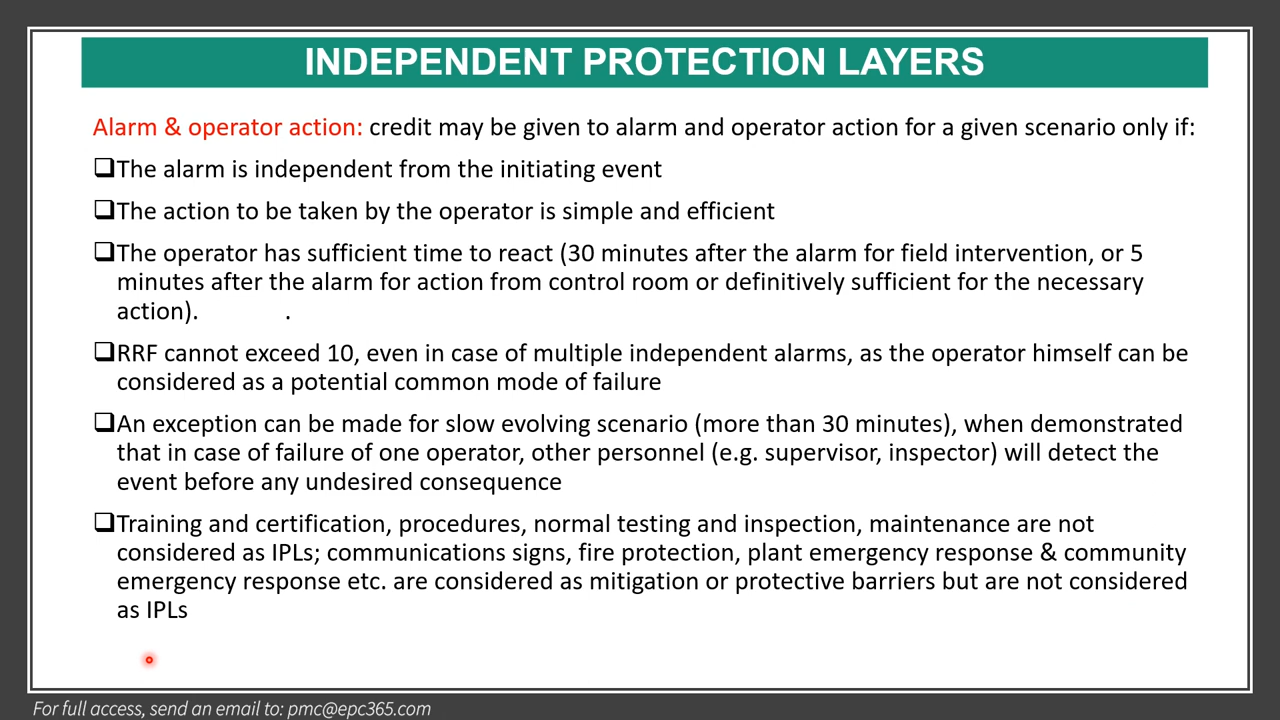 INDEPENDENT PROTECTION LAYERS
Alarm & operator action: credit may be given to alarm and operator action for a given scenario only if:
❑The alarm is independent from the initiating event
❑The action to be taken by the operator is simple and efficient
❑The operator has sufficient time to react (30 minutes after the alarm for field intervention, or 5
minutes after the alarm for action from control room or definitively sufficient for the necessary
action). .
❑RRF cannot exceed 10, even in case of multiple independent alarms, as the operator himself can be
considered as a potential common mode of failure
❑An exception can be made for slow evolving scenario (more than 30 minutes), when demonstrated
that in case of failure of one operator, other personnel (e.g. supervisor, inspector) will detect the
event before any undesired consequence
❑Training and certification, procedures, normal testing and inspection, maintenance are not
considered as IPLs; communications signs, fire protection, plant emergency response & community
emergency response etc. are considered as mitigation or protective barriers but are not considered
as IPLs
For full access, send an email to: pmc@epc365.com